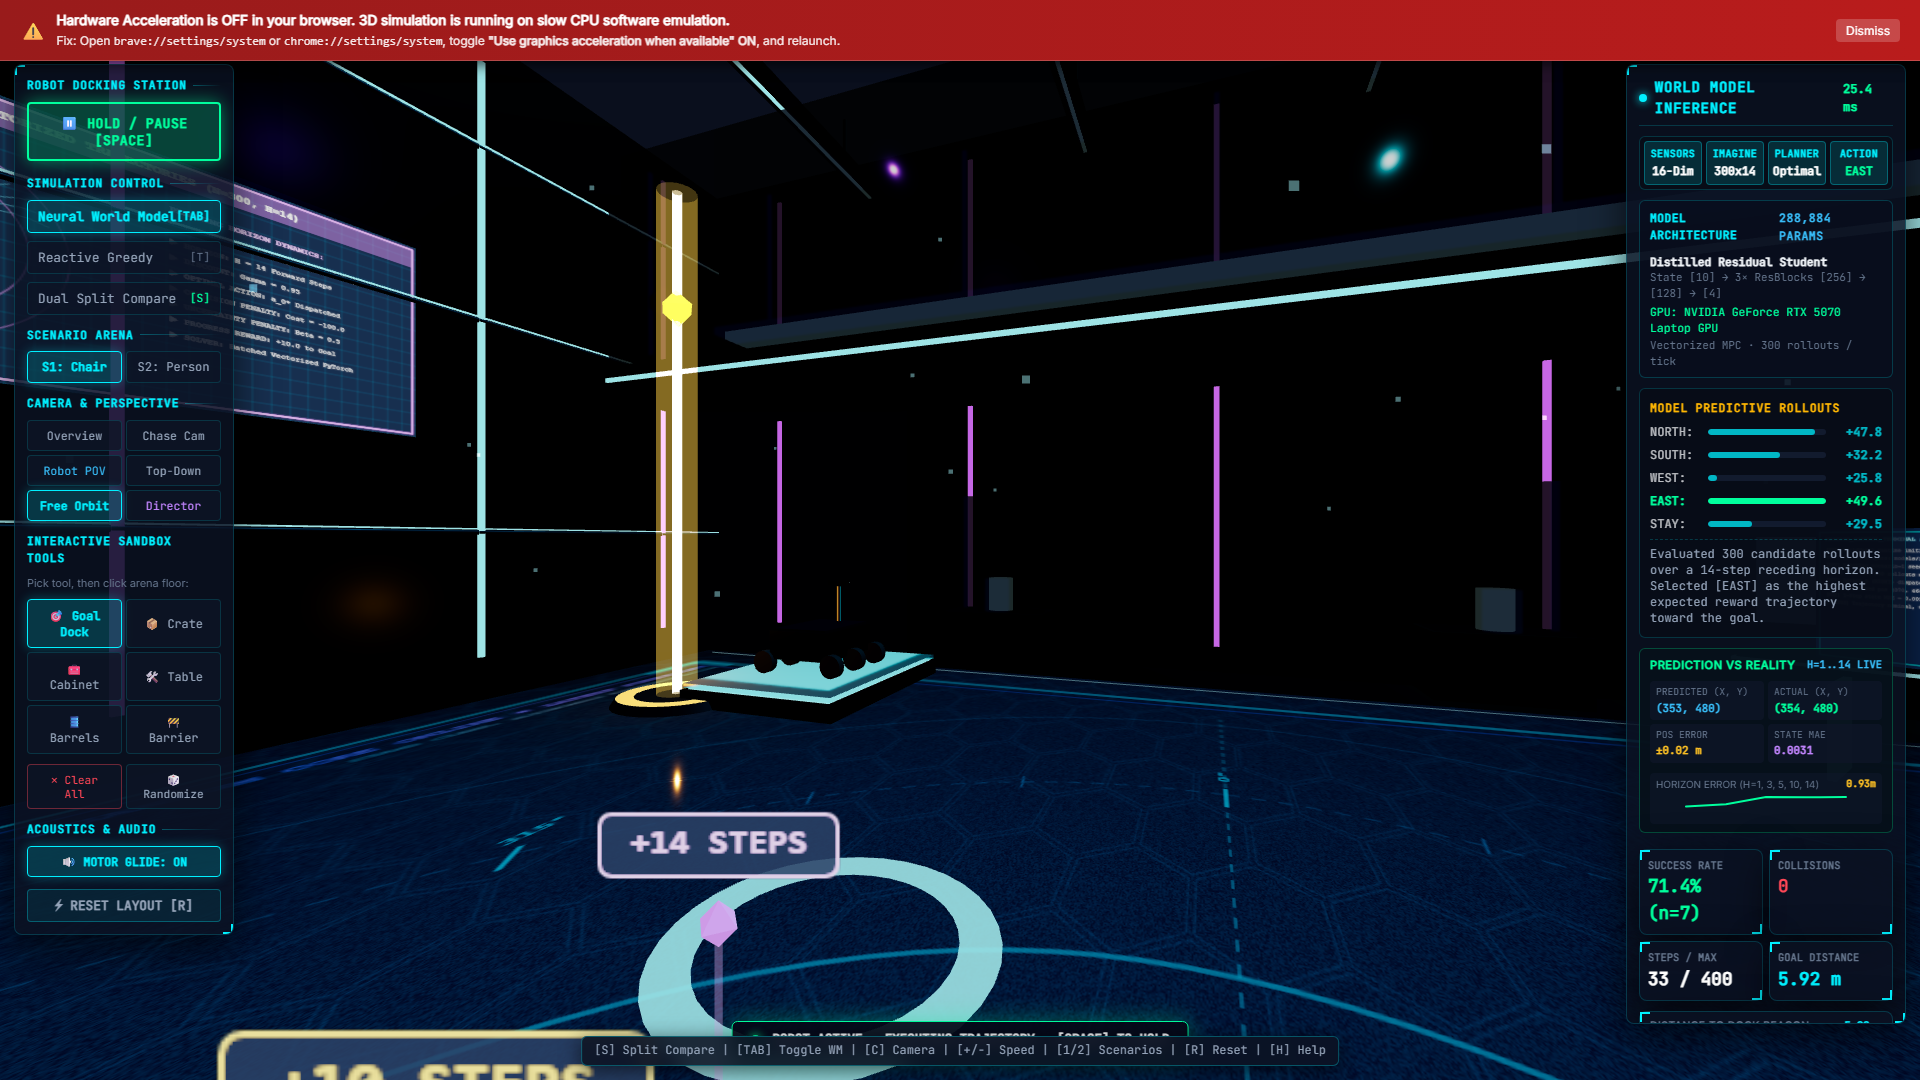 Hardware Acceleration is OFF in your browser. 3D simulation is running on slow CPU software emulation.
Fix: Open brave://settings/system or chrome://settings/system, toggle "Use graphics acceleration when available" ON, and relaunch.
Dismiss
ROBOT DOCKING STATION
HOLD / PAUSE
[SPACE]
SIMULATION CONTROL
Neural World Model[TAB]
Reactive Greedy [T]
Dual Split Compare [S]
SCENARIO ARENA
S1: Chair
S2: Person
CAMERA & PERSPECTIVE
Overview
Chase Cam
Robot POV
Top-Down
Free Orbit
Director
INTERACTIVE SANDBOX
TOOLS
Pick tool, then click arena floor:
Goal
Dock
Crate
Cabinet
Table
Barrels
Barrier
× Clear
All
Randomize
ACOUSTICS & AUDIO
MOTOR GLIDE: ON
⚡ RESET LAYOUT [R]
+14 STEPS
+10 STEPS
ROBOT ACTIVE
EXECUTING TRAJECTORY
[SPACE] TO HOLD
[S] Split Compare | [TAB] Toggle WM | [C] Camera | [+/-] Speed | [1/2] Scenarios | [R] Reset | [H] Help
WORLD MODEL
INFERENCE
25.4
ms
SENSORS
16-Dim
IMAGINE
300x14
PLANNER
Optimal
ACTION
EAST
MODEL
ARCHITECTURE
288,884
PARAMS
Distilled Residual Student
State [10] → 3× ResBlocks [256] →
[128] → [4]
GPU: NVIDIA GeForce RTX 5070
Laptop GPU
Vectorized MPC · 300 rollouts /
tick
MODEL PREDICTIVE ROLLOUTS
NORTH: +47.8
SOUTH: +32.2
WEST: +25.8
EAST: +49.6
STAY: +29.5
Evaluated 300 candidate rollouts
over a 14-step receding horizon.
Selected [EAST] as the highest
expected reward trajectory
toward the goal.
PREDICTION VS REALITY H=1..14 LIVE
PREDICTED (X, Y)
(353, 480)
ACTUAL (X, Y)
(354, 480)
POS ERROR
±0.02 m
STATE MAE
0.0031
HORIZON ERROR (H=1, 3, 5, 10, 14) 0.93m
SUCCESS RATE
71.4%
(n=7)
COLLISIONS
0
STEPS / MAX
33 / 400
GOAL DISTANCE
5.92 m